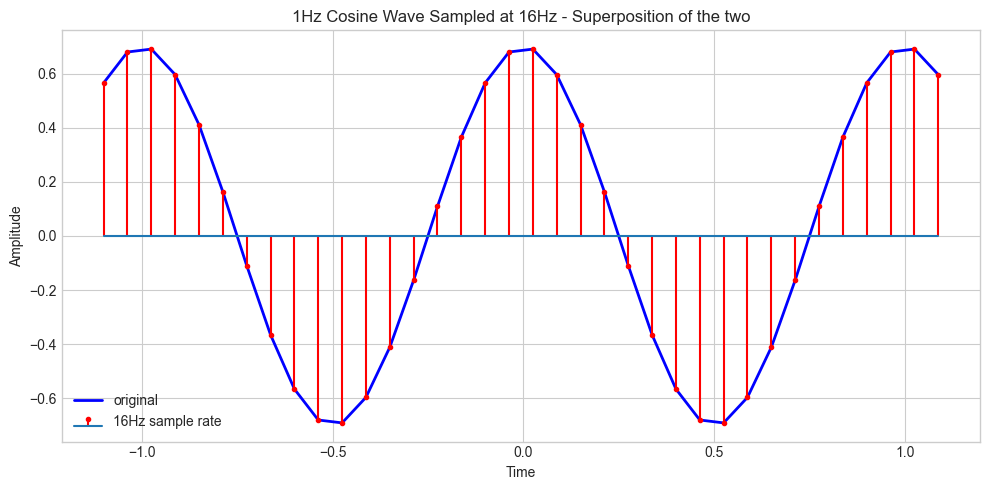 1Hz Cosine Wave Sampled at 16Hz - Superposition of the two
0.6
0.4
0.2
0.0
−0.2
−0.4
−0.6
Amplitude
original
16Hz sample rate
−1.0 −0.5 0.0 0.5 1.0
Time